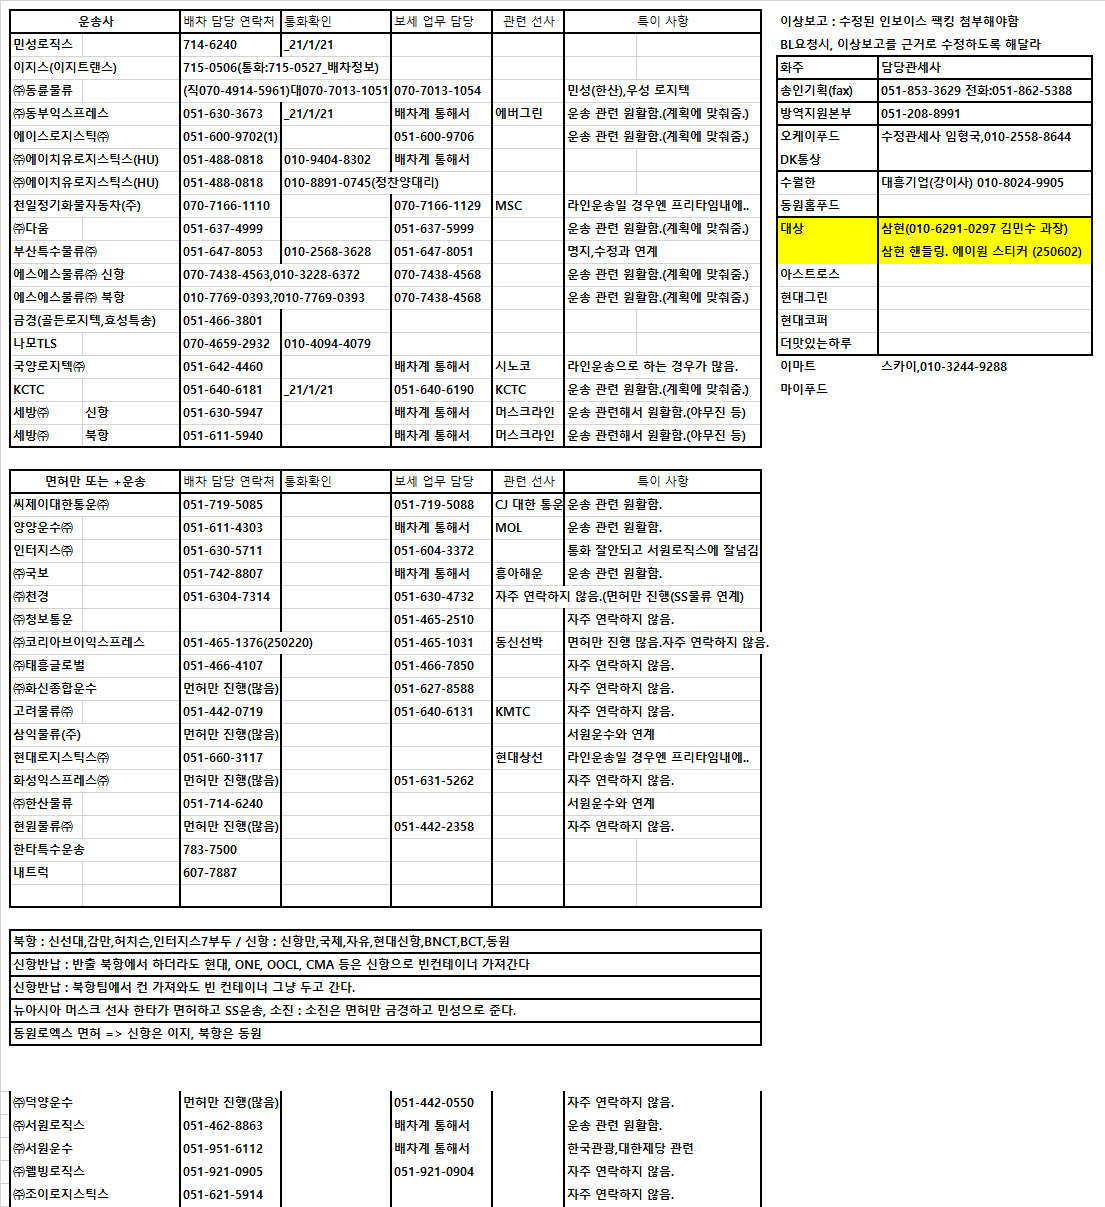 운송사 배차 담당 연락처 통화확인 보세 업무 담당 관련 선사 특이 사항
민성로직스 714-6240 _21/1/21
이지스(이지트랜스) 715-0506(통화:715-0527_배차정보)
㈜동륜물류 (직070-4914-5961)대070-7013-1051 070-7013-1054 민성(한산),우성 로지텍
㈜동부익스프레스 051-630-3673 _21/1/21 배차계 통해서 에버그린 운송 관련 원활함.(계획에 맞춰줌.)
에이스로지스틱㈜ 051-600-9702(1) 051-600-9706 운송 관련 원활함.(계획에 맞춰줌.)
㈜에이치유로지스틱스(HU) 051-488-0818 010-9404-8302 배차계 통해서
㈜에이치유로지스틱스(HU) 051-488-0818 010-8891-0745(정찬양대리)
천일정기화물자동차(주) 070-7166-1110 070-7166-1129 MSC 라인운송일 경우엔 프리타임내에..
㈜다움 051-637-4999 051-637-5999 운송 관련 원활함.(계획에 맞춰줌.)
부산특수물류㈜ 051-647-8053 010-2568-3628 051-647-8051 명지,수정과 연계
에스에스물류㈜ 신항 070-7438-4563,010-3228-6372 070-7438-4568 운송 관련 원활함.(계획에 맞춰줌.)
에스에스물류㈜ 북항 010-7769-0393,?010-7769-0393 070-7438-4568 운송 관련 원활함.(계획에 맞춰줌.)
금경(골든로지텍,효성특송) 051-466-3801
나모TLS 070-4659-2932 010-4094-4079
국양로지텍㈜ 051-642-4460 배차계 통해서 시노코 라인운송으로 하는 경우가 많음.
KCTC 051-640-6181 _21/1/21 051-640-6190 KCTC 운송 관련 원활함.(계획에 맞춰줌.)
세방㈜ 신항 051-630-5947 배차계 통해서 머스크라인 운송 관련해서 원활함.(야무진 등)
세방㈜ 북항 051-611-5940 배차계 통해서 머스크라인 운송 관련해서 원활함.(야무진 등)
이상보고 : 수정된 인보이스 팩킹 첨부해야함
BL요청시, 이상보고를 근거로 수정하도록 해달라
화주 담당관세사
송인기획(fax) 051-853-3629 전화:051-862-5388
방역지원본부 051-208-8991
오케이푸드 수정관세사 임형국,010-2558-8644
DK통상
수월한 대흥기업(강이사) 010-8024-9905
동원홈푸드
대상 삼현(010-6291-0297 김민수 과장)
삼현 핸들링. 에이원 스티커 (250602)
아스트로스
현대그린
현대코퍼
더맛있는하루
이마트 스카이,010-3244-9288
마이푸드
면허만 또는 +운송 배차 담당 연락처 통화확인 보세 업무 담당 관련 선사 특이 사항
씨제이대한통운㈜ 051-719-5085 051-719-5088 CJ 대한 통운 운송 관련 원활함.
양양운수㈜ 051-611-4303 배차계 통해서 MOL 운송 관련 원활함.
인터지스㈜ 051-630-5711 051-604-3372 통화 잘안되고 서원로직스에 잘넘김
㈜국보 051-742-8807 배차계 통해서 흥아해운 운송 관련 원활함.
㈜천경 051-6304-7314 051-630-4732 자주 연락하지 않음.(면허만 진행(SS물류 연계)
㈜청보통운 051-465-2510 자주 연락하지 않음.
㈜코리아브이익스프레스 051-465-1376(250220) 051-465-1031 동신선박 면허만 진행 많음.자주 연락하지 않음.
㈜태흥글로벌 051-466-4107 051-466-7850 자주 연락하지 않음.
㈜화신종합운수 먼허만 진행(많음) 051-627-8588 자주 연락하지 않음.
고려물류㈜ 051-442-0719 051-640-6131 KMTC 자주 연락하지 않음.
삼익물류(주) 먼허만 진행(많음) 서원운수와 연계
현대로지스틱스㈜ 051-660-3117 현대상선 라인운송일 경우엔 프리타임내에..
화성익스프레스㈜ 먼허만 진행(많음) 051-631-5262 자주 연락하지 않음.
㈜한산물류 051-714-6240 서원운수와 연계
현원물류㈜ 먼허만 진행(많음) 051-442-2358 자주 연락하지 않음.
한타특수운송 783-7500
내트럭 607-7887
북항 : 신선대,감만,허치슨,인터지스7부두 / 신항 : 신항만,국제,자유,현대신항,BNCT,BCT,동원
신항반납 : 반출 북항에서 하더라도 현대, ONE, OOCL, CMA 등은 신항으로 빈컨테이너 가져간다
신항반납 : 북항팀에서 컨 가져와도 빈 컨테이너 그냥 두고 간다.
뉴아시아 머스크 선사 한타가 면허하고 SS운송, 소진 : 소진은 면허만 금경하고 민성으로 준다.
동원로엑스 면허 => 신항은 이지, 북항은 동원
㈜덕양운수 먼허만 진행(많음) 051-442-0550 자주 연락하지 않음.
㈜서원로직스 051-462-8863 배차계 통해서 운송 관련 원활함.
㈜서원운수 051-951-6112 배차계 통해서 한국관광,대한제당 관련
㈜웰빙로직스 051-921-0905 051-921-0904 자주 연락하지 않음.
㈜조이로지스틱스 051-621-5914 자주 연락하지 않음.